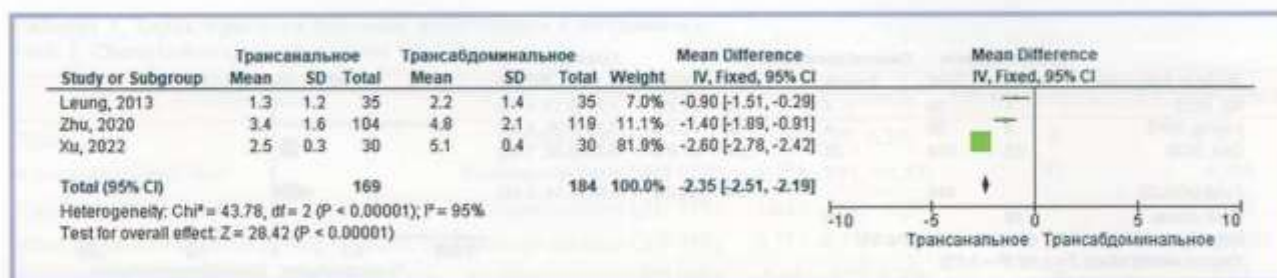 Трансанальное Трансабдоминальное Mean Difference Mean Difference
Study or Subgroup Mean SD Total Mean SD Total Weight IV, Fixed, 95% CI IV, Fixed, 95% CI
Leung, 2013 1.3 1.2 35 2.2 1.4 35 7.0% -0.90 [-1.51, -0.29]
Zhu, 2020 3.4 1.6 104 4.8 2.1 119 11.1% -1.40 [-1.89, -0.91]
Xu, 2022 2.5 0.3 30 5.1 0.4 30 81.9% -2.60 [-2.78, -2.42]
Total (95% CI) 169 184 100.0% -2.35 [-2.51, -2.19]
Heterogeneity: Chi² = 43.78, df = 2 (P < 0.00001); I² = 95%
Test for overall effect: Z = 28.42 (P < 0.00001)
-10 -5 0 5 10
Трансанальное Трансабдоминальное